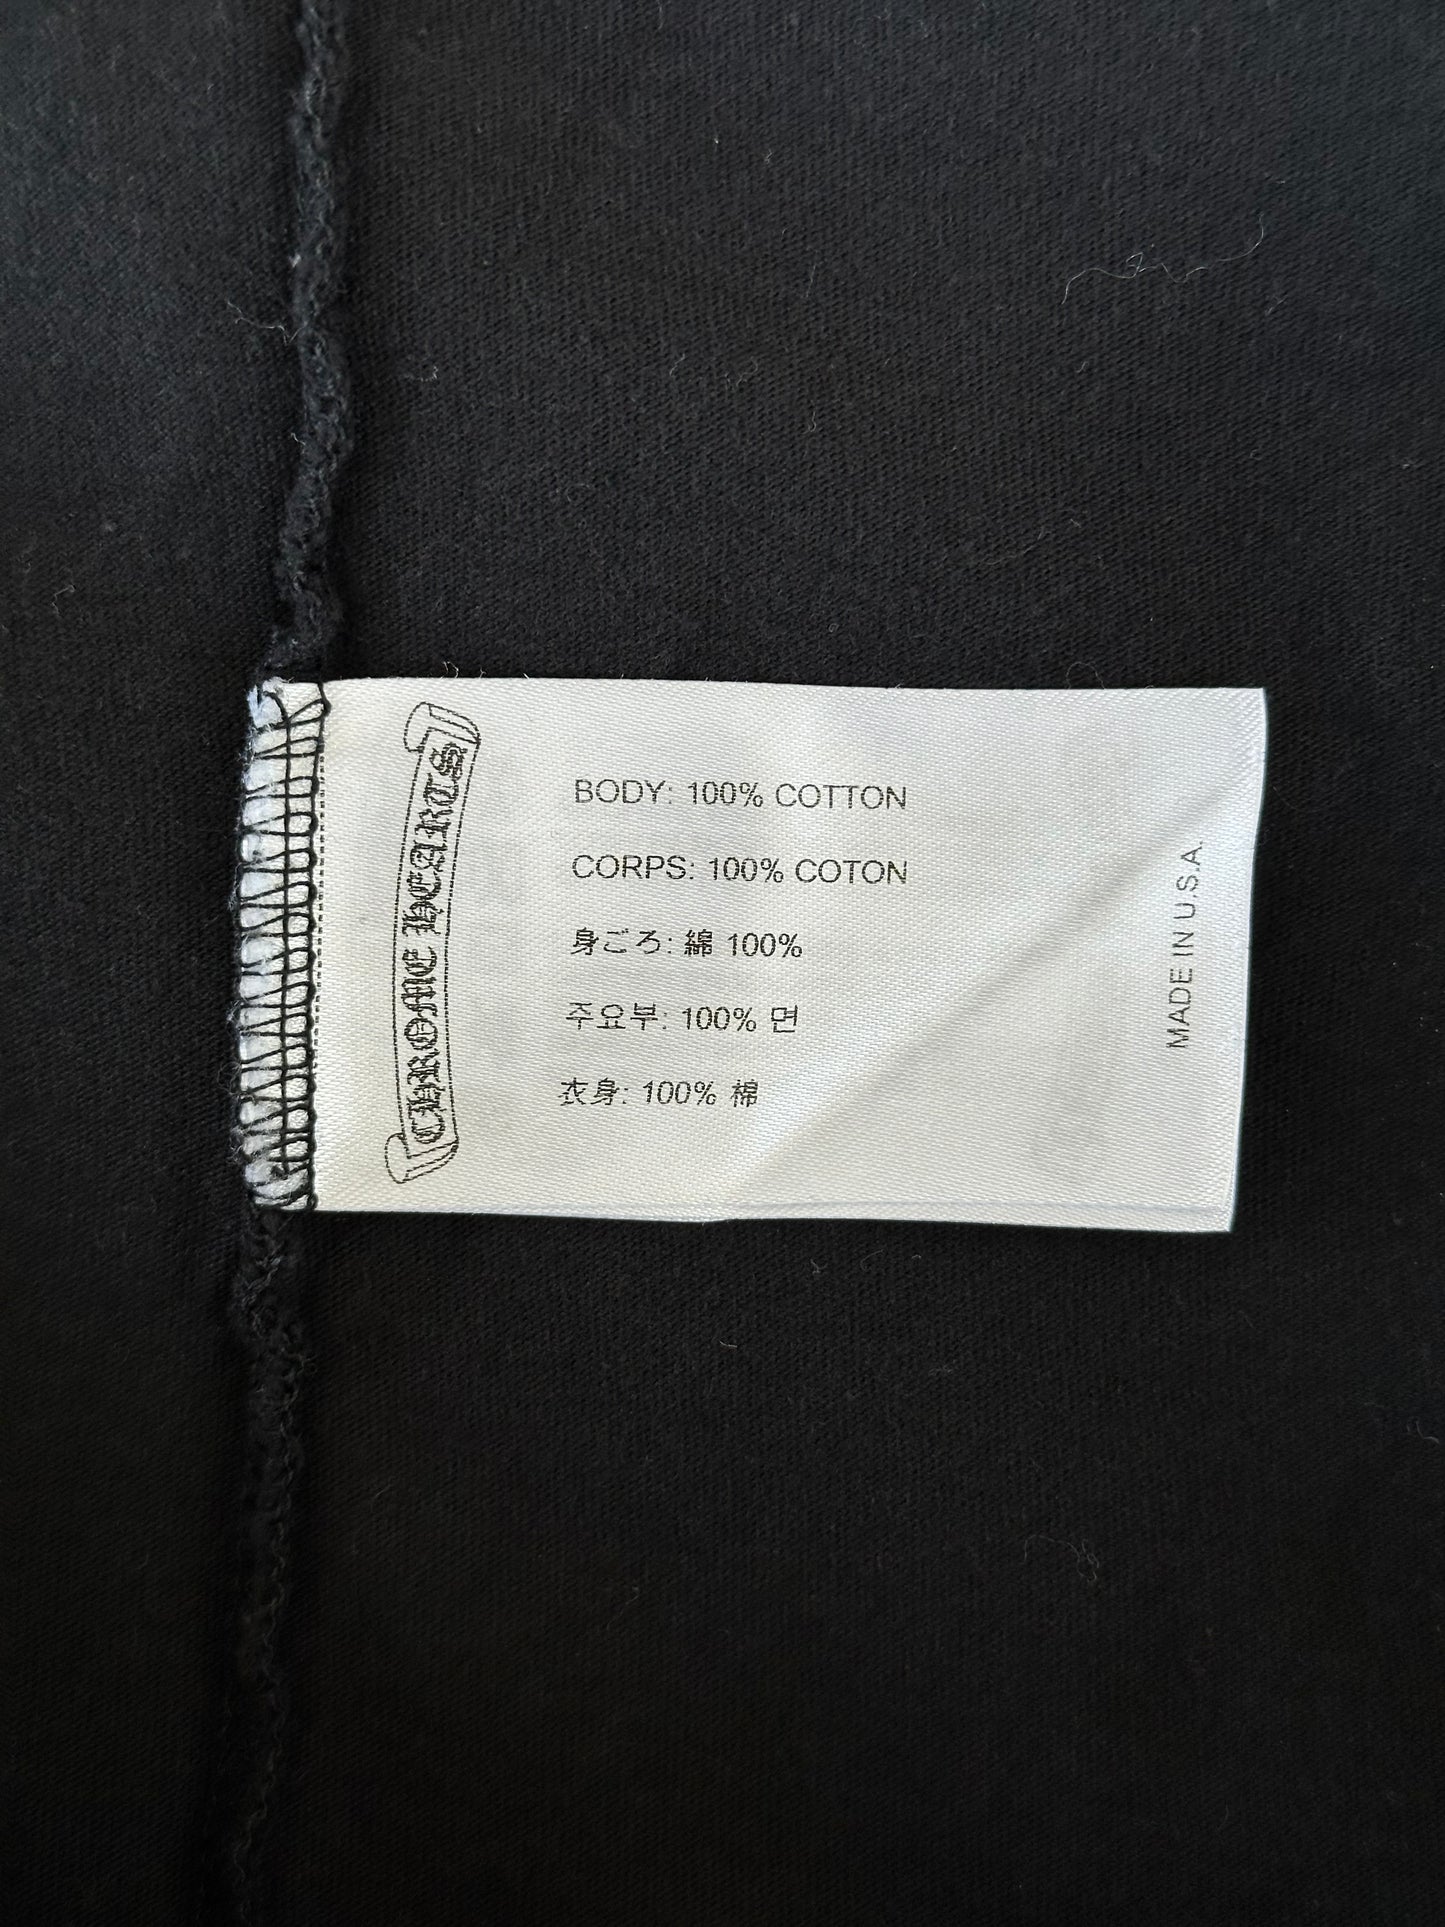 CHROME HEARTS
BODY: 100% COTTON
CORPS: 100% COTON
身ごろ: 綿 100%
주요부: 100% 면
衣身: 100% 棉
MADE IN U.S.A.